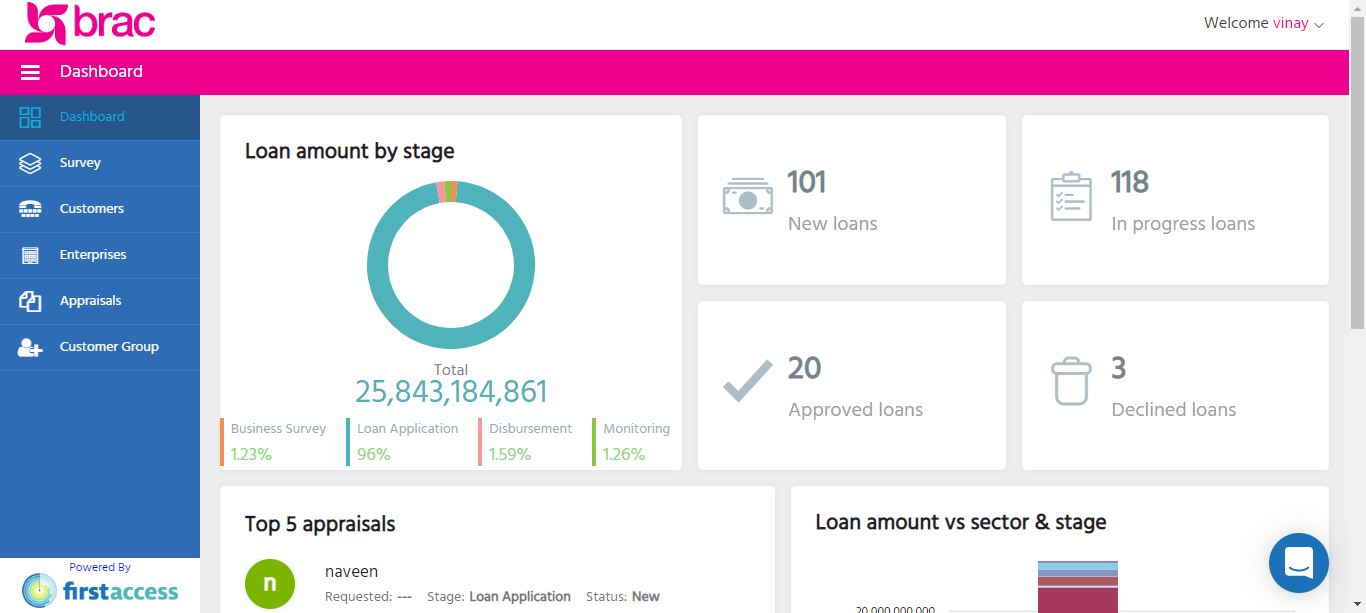 brac
Welcome vinay
Dashboard
Dashboard
Survey
Customers
Enterprises
Appraisals
Customer Group
Powered By
firstaccess
Loan amount by stage
Total
25,843,184,861
Business Survey
1.23%
Loan Application
96%
Disbursement
1.59%
Monitoring
1.26%
101
New loans
118
In progress loans
20
Approved loans
3
Declined loans
Top 5 appraisals
n
naveen
Requested: --- Stage: Loan Application Status: New
Loan amount vs sector & stage
20,000,000,000